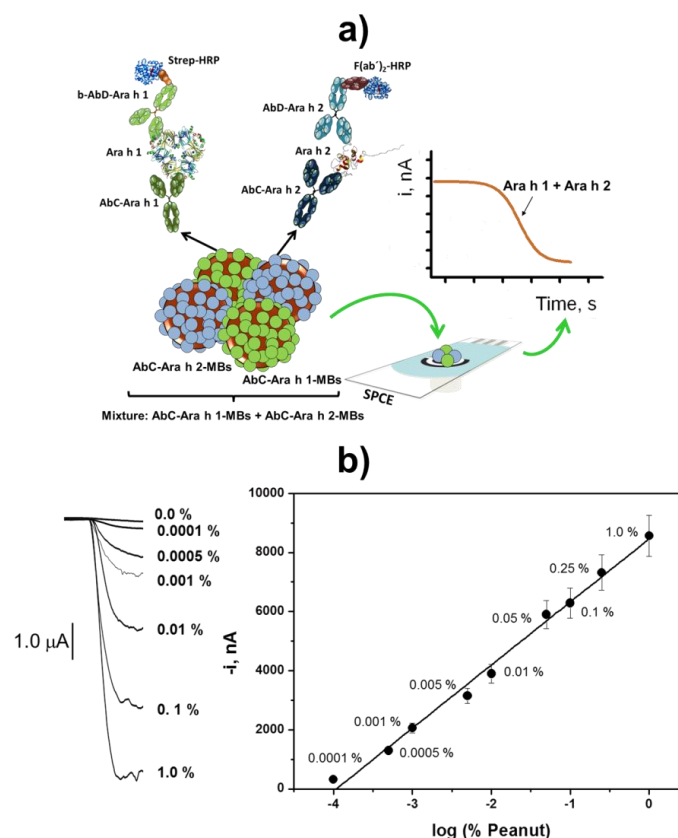 a)
Strep-HRP
F(ab´)2-HRP
b-AbD-Ara h 1
AbD-Ara h 2
Ara h 1
Ara h 2
AbC-Ara h 1
AbC-Ara h 2
i, nA
Ara h 1 + Ara h 2
Time, s
AbC-Ara h 2-MBs
AbC-Ara h 1-MBs
SPCE
Mixture: AbC-Ara h 1-MBs + AbC-Ara h 2-MBs
b)
0.0 %
0.0001 %
0.0005 %
0.001 %
0.01 %
0. 1 %
1.0 %
1.0 µA
10000
8000
6000
4000
2000
0
-i, nA
1.0 %
0.25 %
0.1 %
0.05 %
0.01 %
0.005 %
0.001 %
0.0005 %
0.0001 %
-4 -3 -2 -1 0
log (% Peanut)